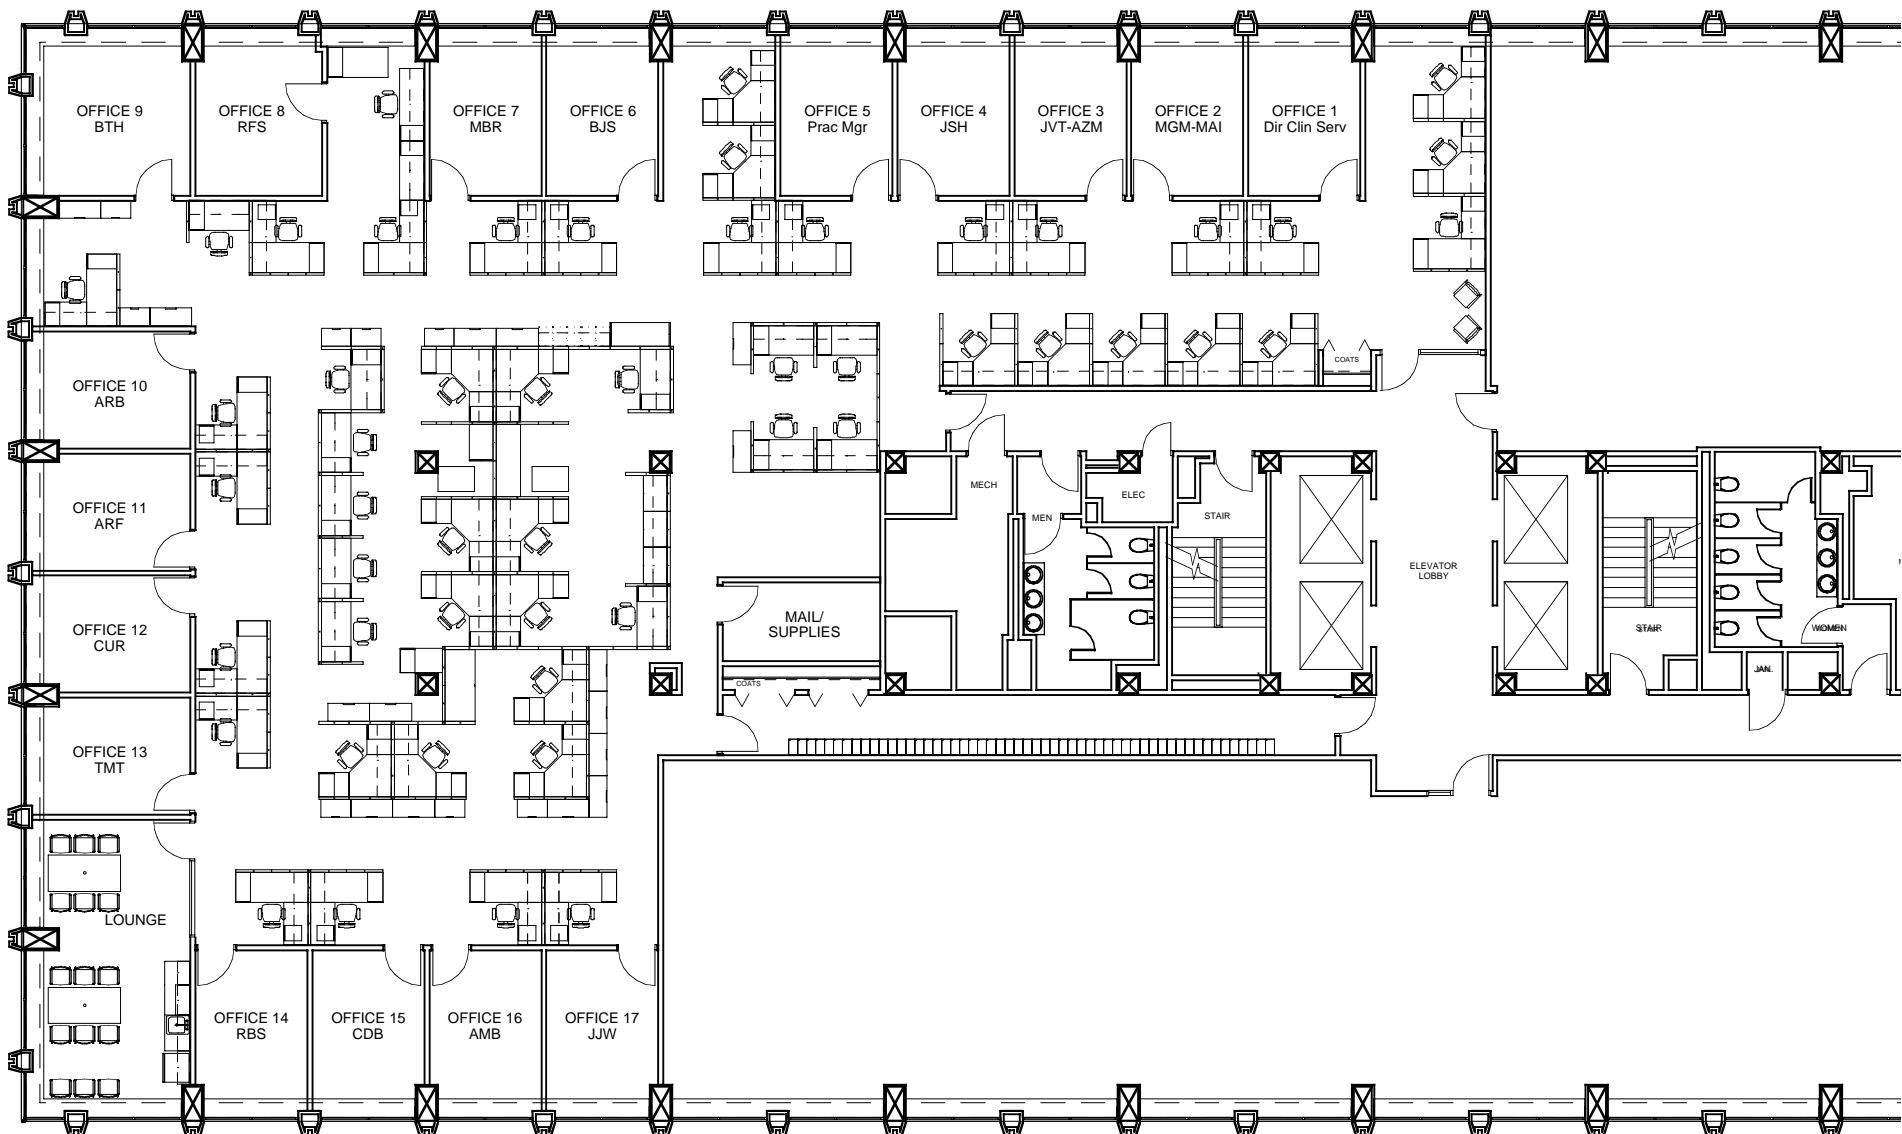 OFFICE 9
BTH
OFFICE 8
RFS
OFFICE 7
MBR
OFFICE 6
BJS
OFFICE 5
Prac Mgr
OFFICE 4
JSH
OFFICE 3
JVT-AZM
OFFICE 2
MGM-MAI
OFFICE 1
Dir Clin Serv
COATS
OFFICE 10
ARB
OFFICE 11
ARF
MECH
ELEC
MEN
STAIR
ELEVATOR
LOBBY
OFFICE 12
CUR
MAIL/
SUPPLIES
STAIR
WOMEN
JAN.
COATS
OFFICE 13
TMT
LOUNGE
OFFICE 14
RBS
OFFICE 15
CDB
OFFICE 16
AMB
OFFICE 17
JJW